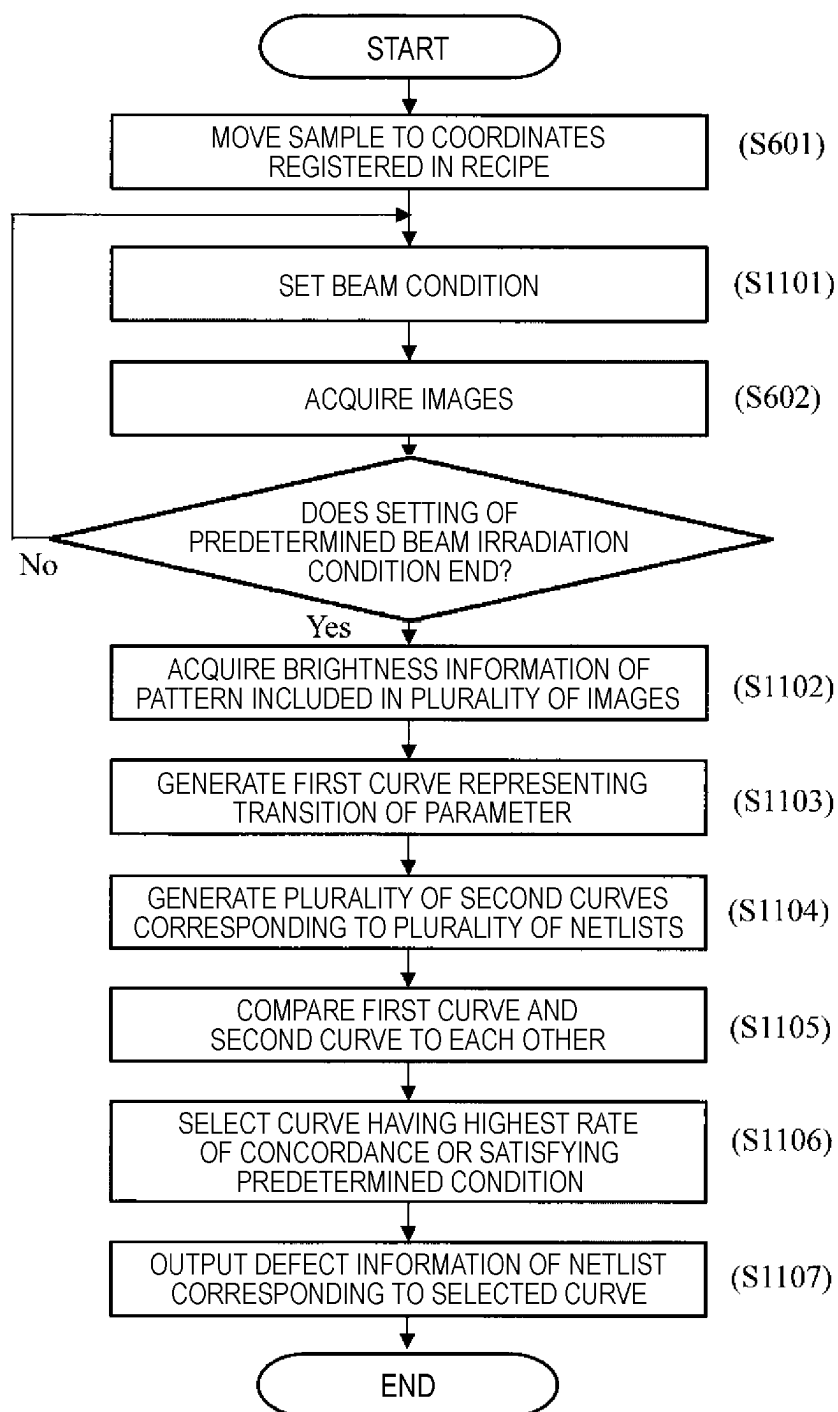 START
MOVE SAMPLE TO COORDINATES
REGISTERED IN RECIPE
(S601)
SET BEAM CONDITION
(S1101)
ACQUIRE IMAGES
(S602)
DOES SETTING OF
PREDETERMINED BEAM IRRADIATION
CONDITION END?
No
Yes
ACQUIRE BRIGHTNESS INFORMATION OF
PATTERN INCLUDED IN PLURALITY OF IMAGES
(S1102)
GENERATE FIRST CURVE REPRESENTING
TRANSITION OF PARAMETER
(S1103)
GENERATE PLURALITY OF SECOND CURVES
CORRESPONDING TO PLURALITY OF NETLISTS
(S1104)
COMPARE FIRST CURVE AND
SECOND CURVE TO EACH OTHER
(S1105)
SELECT CURVE HAVING HIGHEST RATE
OF CONCORDANCE OR SATISFYING
PREDETERMINED CONDITION
(S1106)
OUTPUT DEFECT INFORMATION OF NETLIST
CORRESPONDING TO SELECTED CURVE
(S1107)
END